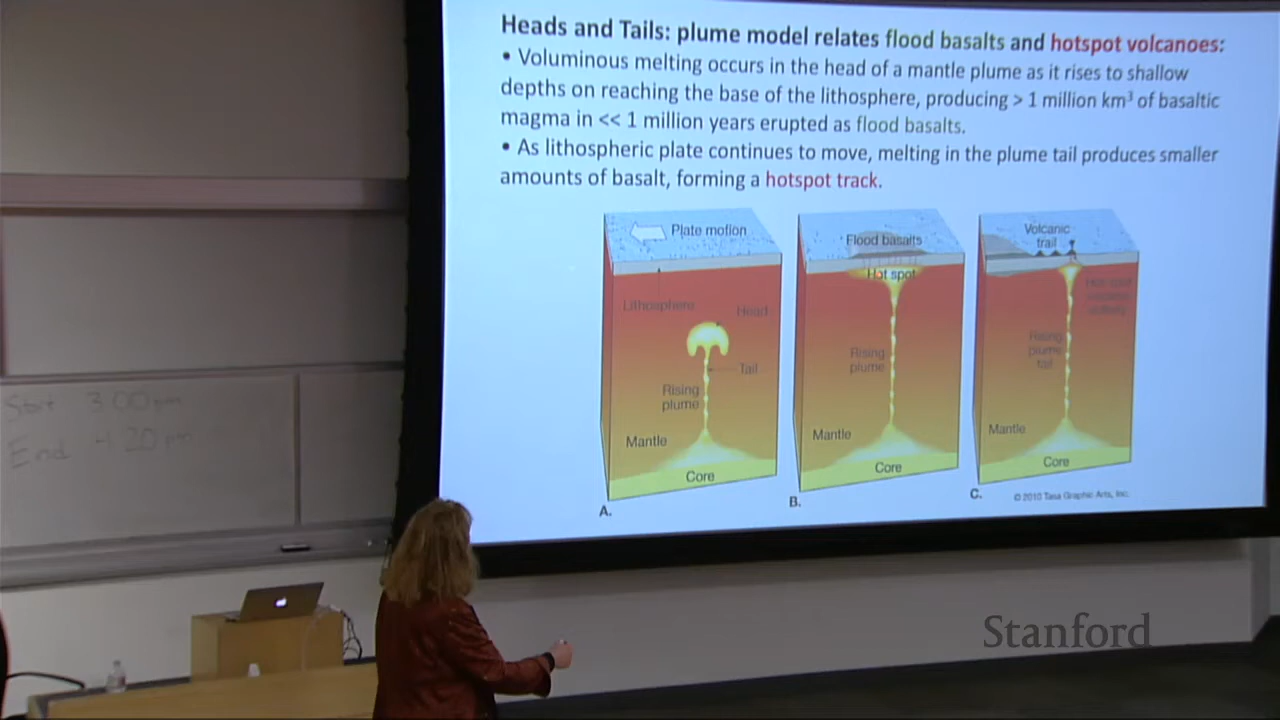 Heads and Tails: plume model relates flood basalts and hotspot volcanoes:
• Voluminous melting occurs in the head of a mantle plume as it rises to shallow
depths on reaching the base of the lithosphere, producing > 1 million km³ of basaltic
magma in << 1 million years erupted as flood basalts.
• As lithospheric plate continues to move, melting in the plume tail produces smaller
amounts of basalt, forming a hotspot track.
Plate motion
Lithosphere
Head
Tail
Rising
plume
Mantle
Core
A.
Flood basalts
Hot spot
Rising
plume
Mantle
Core
B.
Volcanic
trail
Rising
plume
tail
Mantle
Core
C.
© 2010 Tasa Graphic Arts, Inc.
Start 3:00 pm
End 4:20 pm
Stanford